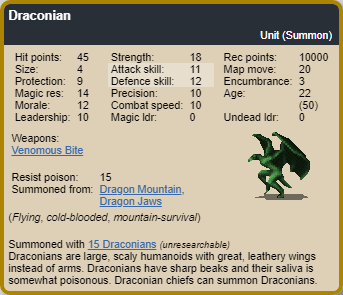 Draconian
Unit (Summon)
Hit points: 45 Strength: 18 Rec points: 10000
Size: 4 Attack skill: 11 Map move: 20
Protection: 9 Defence skill: 12 Encumbrance: 3
Magic res: 14 Precision: 10 Age: 22
Morale: 12 Combat speed: 10 (50)
Leadership: 10 Magic ldr: 0 Undead ldr: 0
Weapons:
Venomous Bite
Resist poison: 15
Summoned from: Dragon Mountain,
Dragon Jaws
(Flying, cold-blooded, mountain-survival)
Summoned with 15 Draconians (unresearchable)
Draconians are large, scaly humanoids with great, leathery wings
instead of arms. Draconians have sharp beaks and their saliva is
somewhat poisonous. Draconian chiefs can summon Draconians.